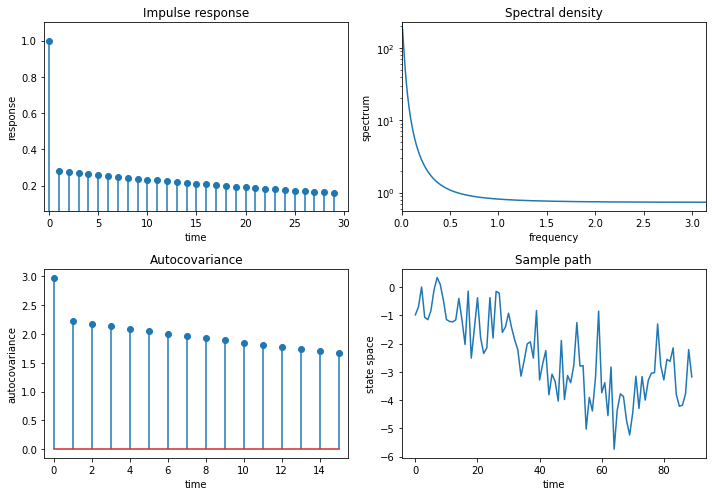 Impulse response
response
1.0
0.8
0.6
0.4
0.2
0 5 10 15 20 25 30
time
Spectral density
spectrum
10²
10¹
10⁰
0.0 0.5 1.0 1.5 2.0 2.5 3.0
frequency
Autocovariance
autocovariance
3.0
2.5
2.0
1.5
1.0
0.5
0.0
0 2 4 6 8 10 12 14
time
Sample path
state space
0
−1
−2
−3
−4
−5
−6
0 20 40 60 80
time